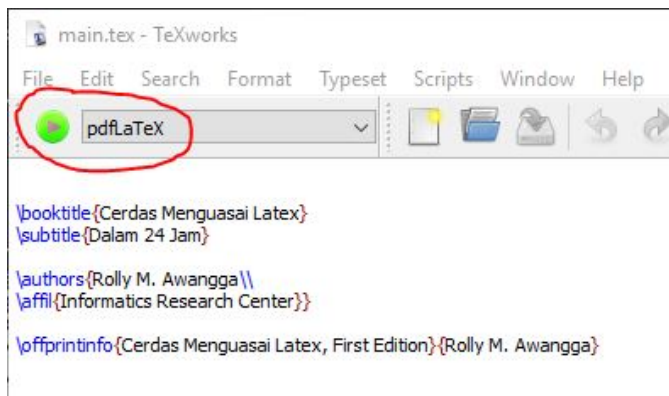 main.tex - TeXworks
File Edit Search Format Typeset Scripts Window Help
pdfLaTeX
\booktitle{Cerdas Menguasai Latex}
\subtitle{Dalam 24 Jam}
\authors{Rolly M. Awangga\\
\affil{Informatics Research Center}}
\offprintinfo{Cerdas Menguasai Latex, First Edition}{Rolly M. Awangga}